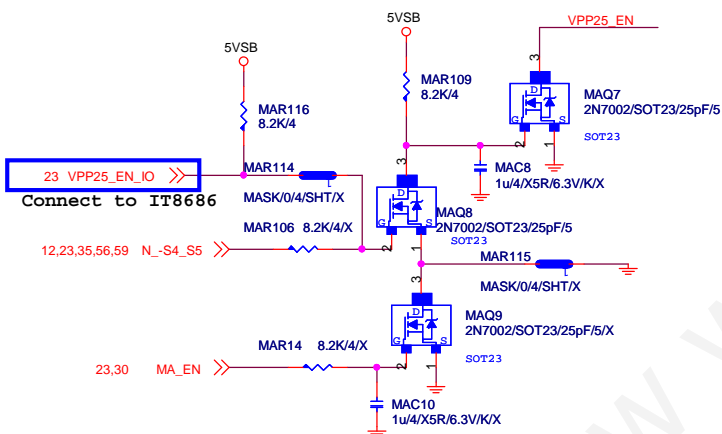 5VSB
VPP25_EN
5VSB
3
MAR109
8.2K/4
MAQ7
2N7002/SOT23/25pF/5
D
G
S
MAR116
8.2K/4
SOT23
2
1
3
MAC8
1u/4/X5R/6.3V/K/X
MAR114
23 VPP25_EN_IO
MASK/0/4/SHT/X
Connect to IT8686
D
MAQ8
2N7002/SOT23/25pF/5
G
S
SOT23
MAR106 8.2K/4/X
12,23,35,56,59 N_-S4_S5
2
1
MAR115
3
MASK/0/4/SHT/X
D
MAQ9
2N7002/SOT23/25pF/5/X
G
S
MAR14 8.2K/4/X
SOT23
23,30 MA_EN
2
1
MAC10
1u/4/X5R/6.3V/K/X